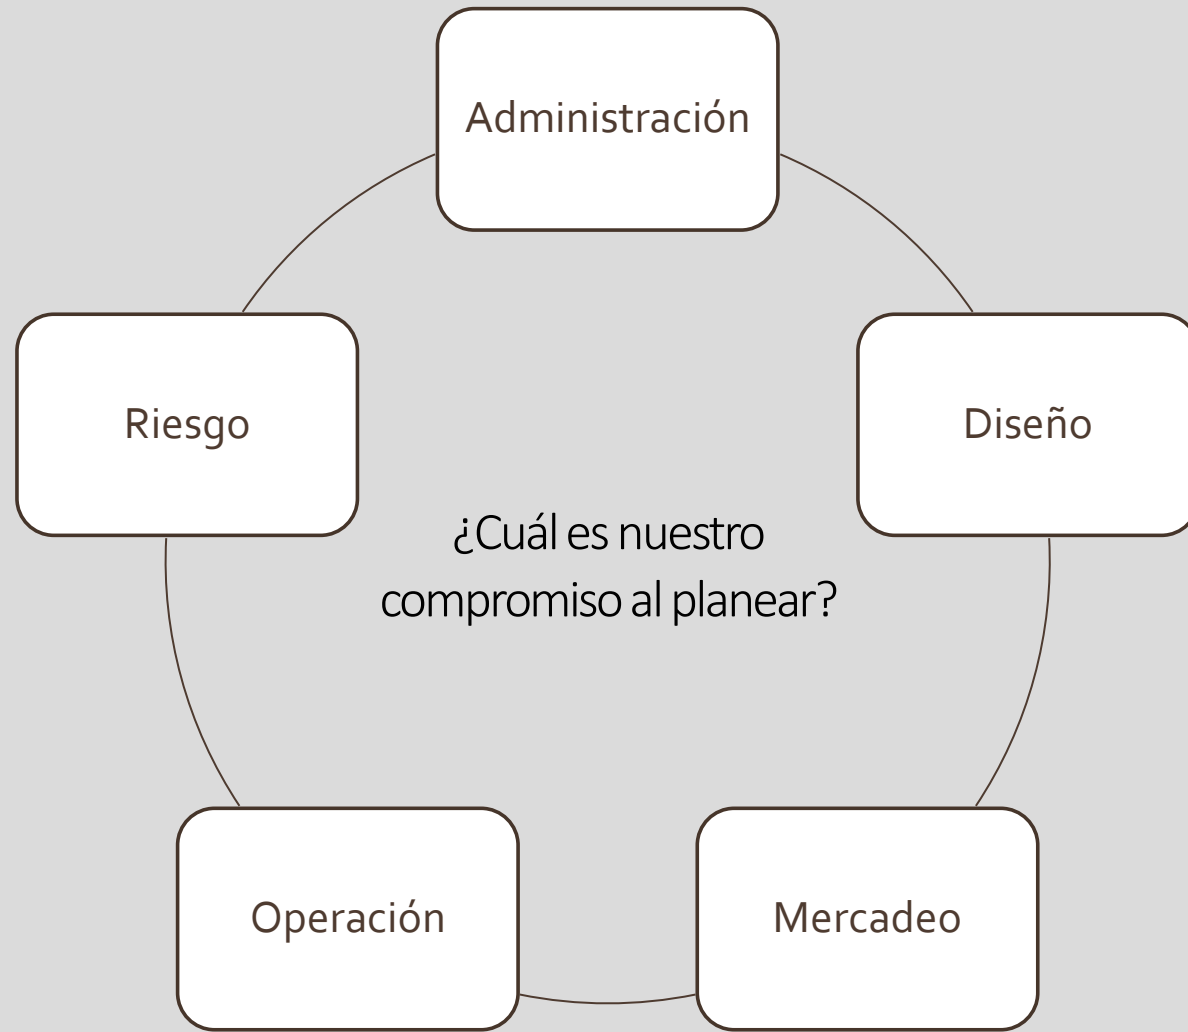 Administración
Riesgo
Diseño
¿Cuál es nuestro
compromiso al planear?
Operación
Mercadeo